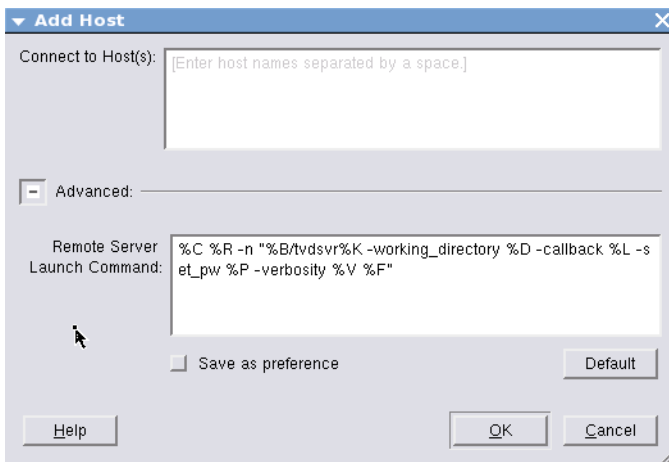 Add Host
Connect to Host(s):
[Enter host names separated by a space.]
Advanced:
Remote Server
Launch Command:
%C %R -n "%B/tvdsvr%K -working_directory %D -callback %L -s
et_pw %P -verbosity %V %F"
Save as preference
Default
Help
OK
Cancel